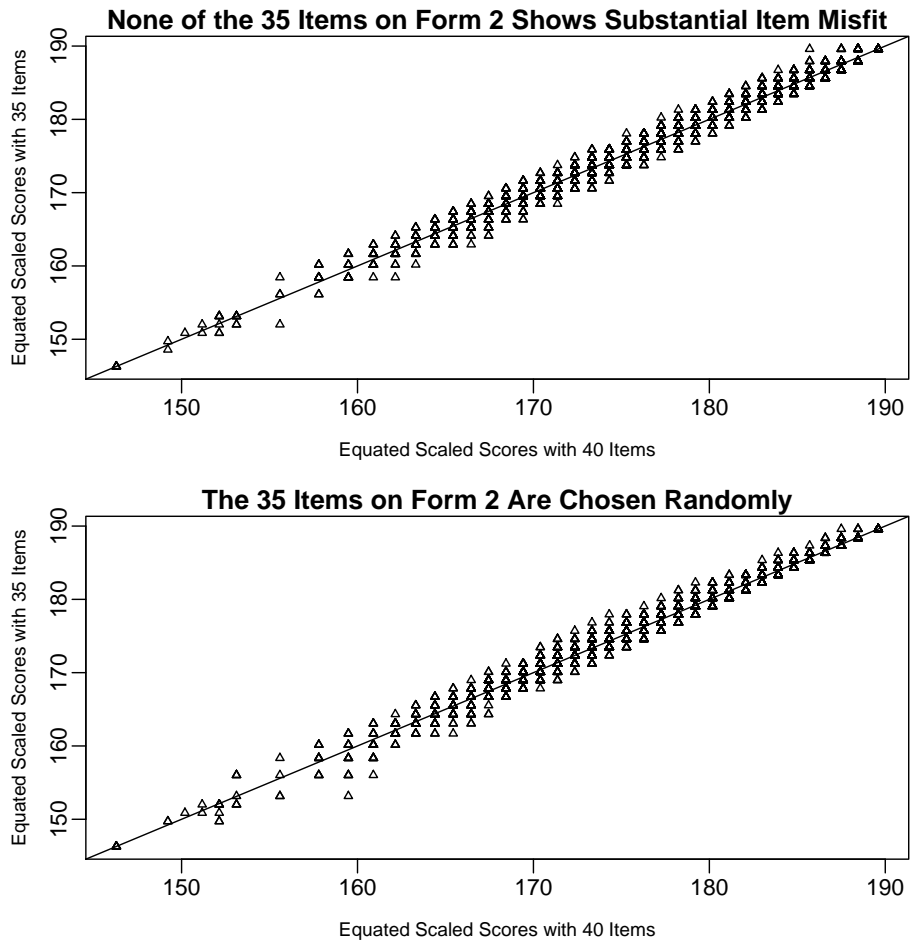 None of the 35 Items on Form 2 Shows Substantial Item Misfit
Equated Scaled Scores with 35 Items
190
180
170
160
150
150 160 170 180 190
Equated Scaled Scores with 40 Items
The 35 Items on Form 2 Are Chosen Randomly
Equated Scaled Scores with 35 Items
190
180
170
160
150
150 160 170 180 190
Equated Scaled Scores with 40 Items